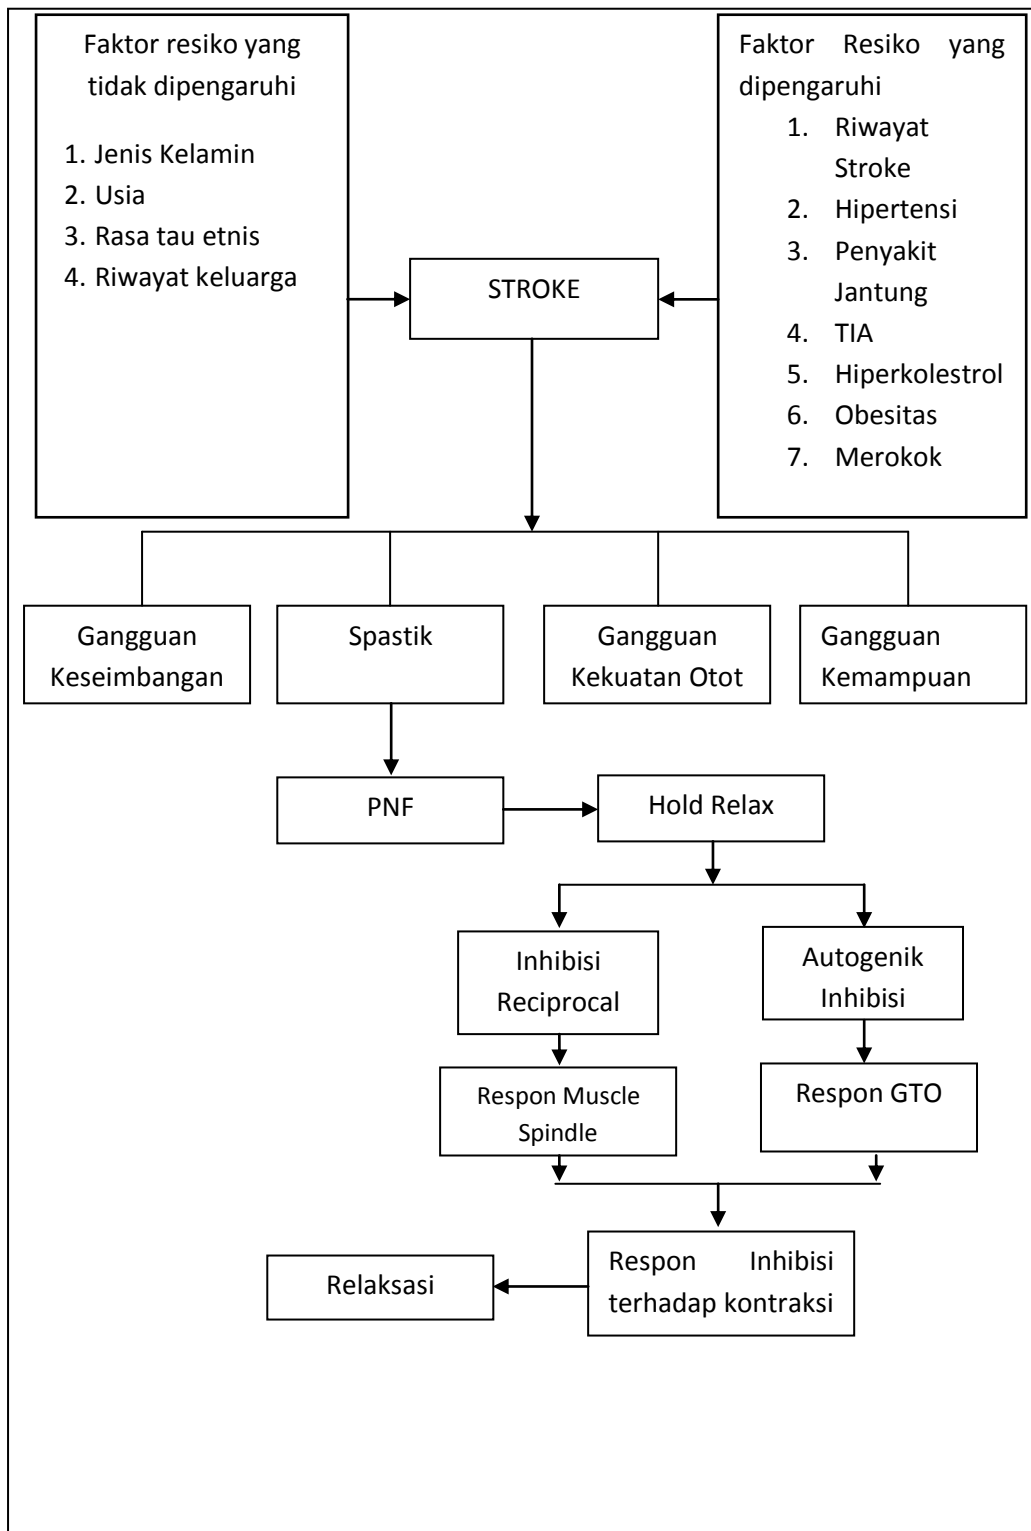 Faktor resiko yang
tidak dipengaruhi
1. Jenis Kelamin
2. Usia
3. Rasa tau etnis
4. Riwayat keluarga
Faktor Resiko yang
dipengaruhi
1. Riwayat
Stroke
2. Hipertensi
3. Penyakit
Jantung
4. TIA
5. Hiperkolestrol
6. Obesitas
7. Merokok
STROKE
Gangguan
Keseimbangan
Spastik
Gangguan
Kekuatan Otot
Gangguan
Kemampuan
PNF
Hold Relax
Inhibisi
Reciprocal
Autogenik
Inhibisi
Respon Muscle
Spindle
Respon GTO
Respon Inhibisi
terhadap kontraksi
Relaksasi